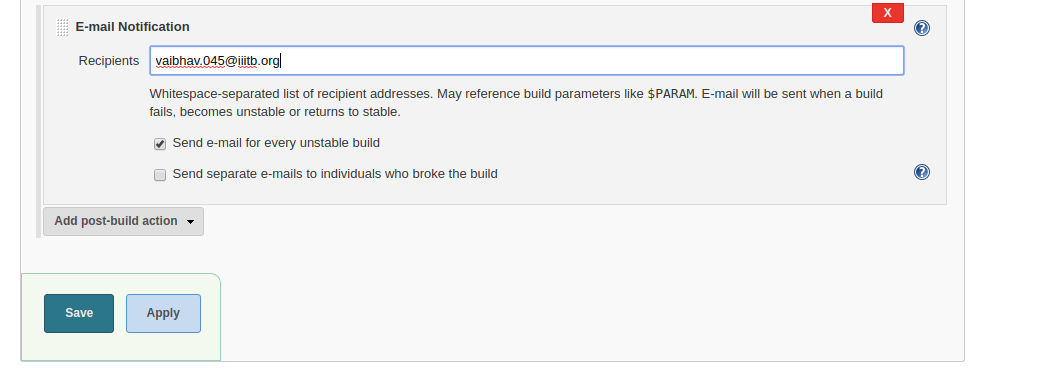 X
E-mail Notification
Recipients vaibhav.045@iiitb.org
Whitespace-separated list of recipient addresses. May reference build parameters like $PARAM. E-mail will be sent when a build
fails, becomes unstable or returns to stable.
Send e-mail for every unstable build
Send separate e-mails to individuals who broke the build
Add post-build action
Save Apply